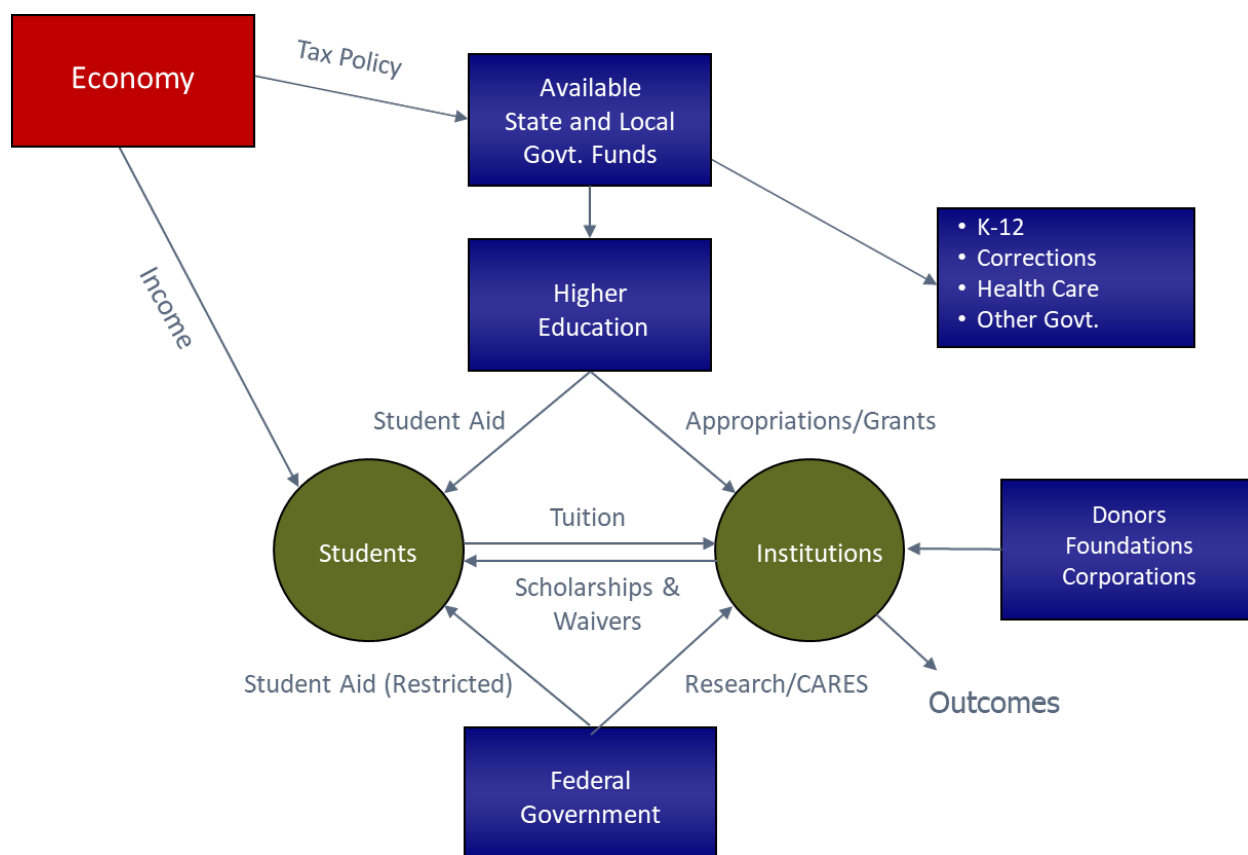 Economy
Tax Policy
Available
State and Local
Govt. Funds
• K-12
• Corrections
• Health Care
• Other Govt.
Income
Higher
Education
Student Aid
Appropriations/Grants
Students
Tuition
Scholarships &
Waivers
Institutions
Donors
Foundations
Corporations
Student Aid (Restricted)
Research/CARES
Outcomes
Federal
Government